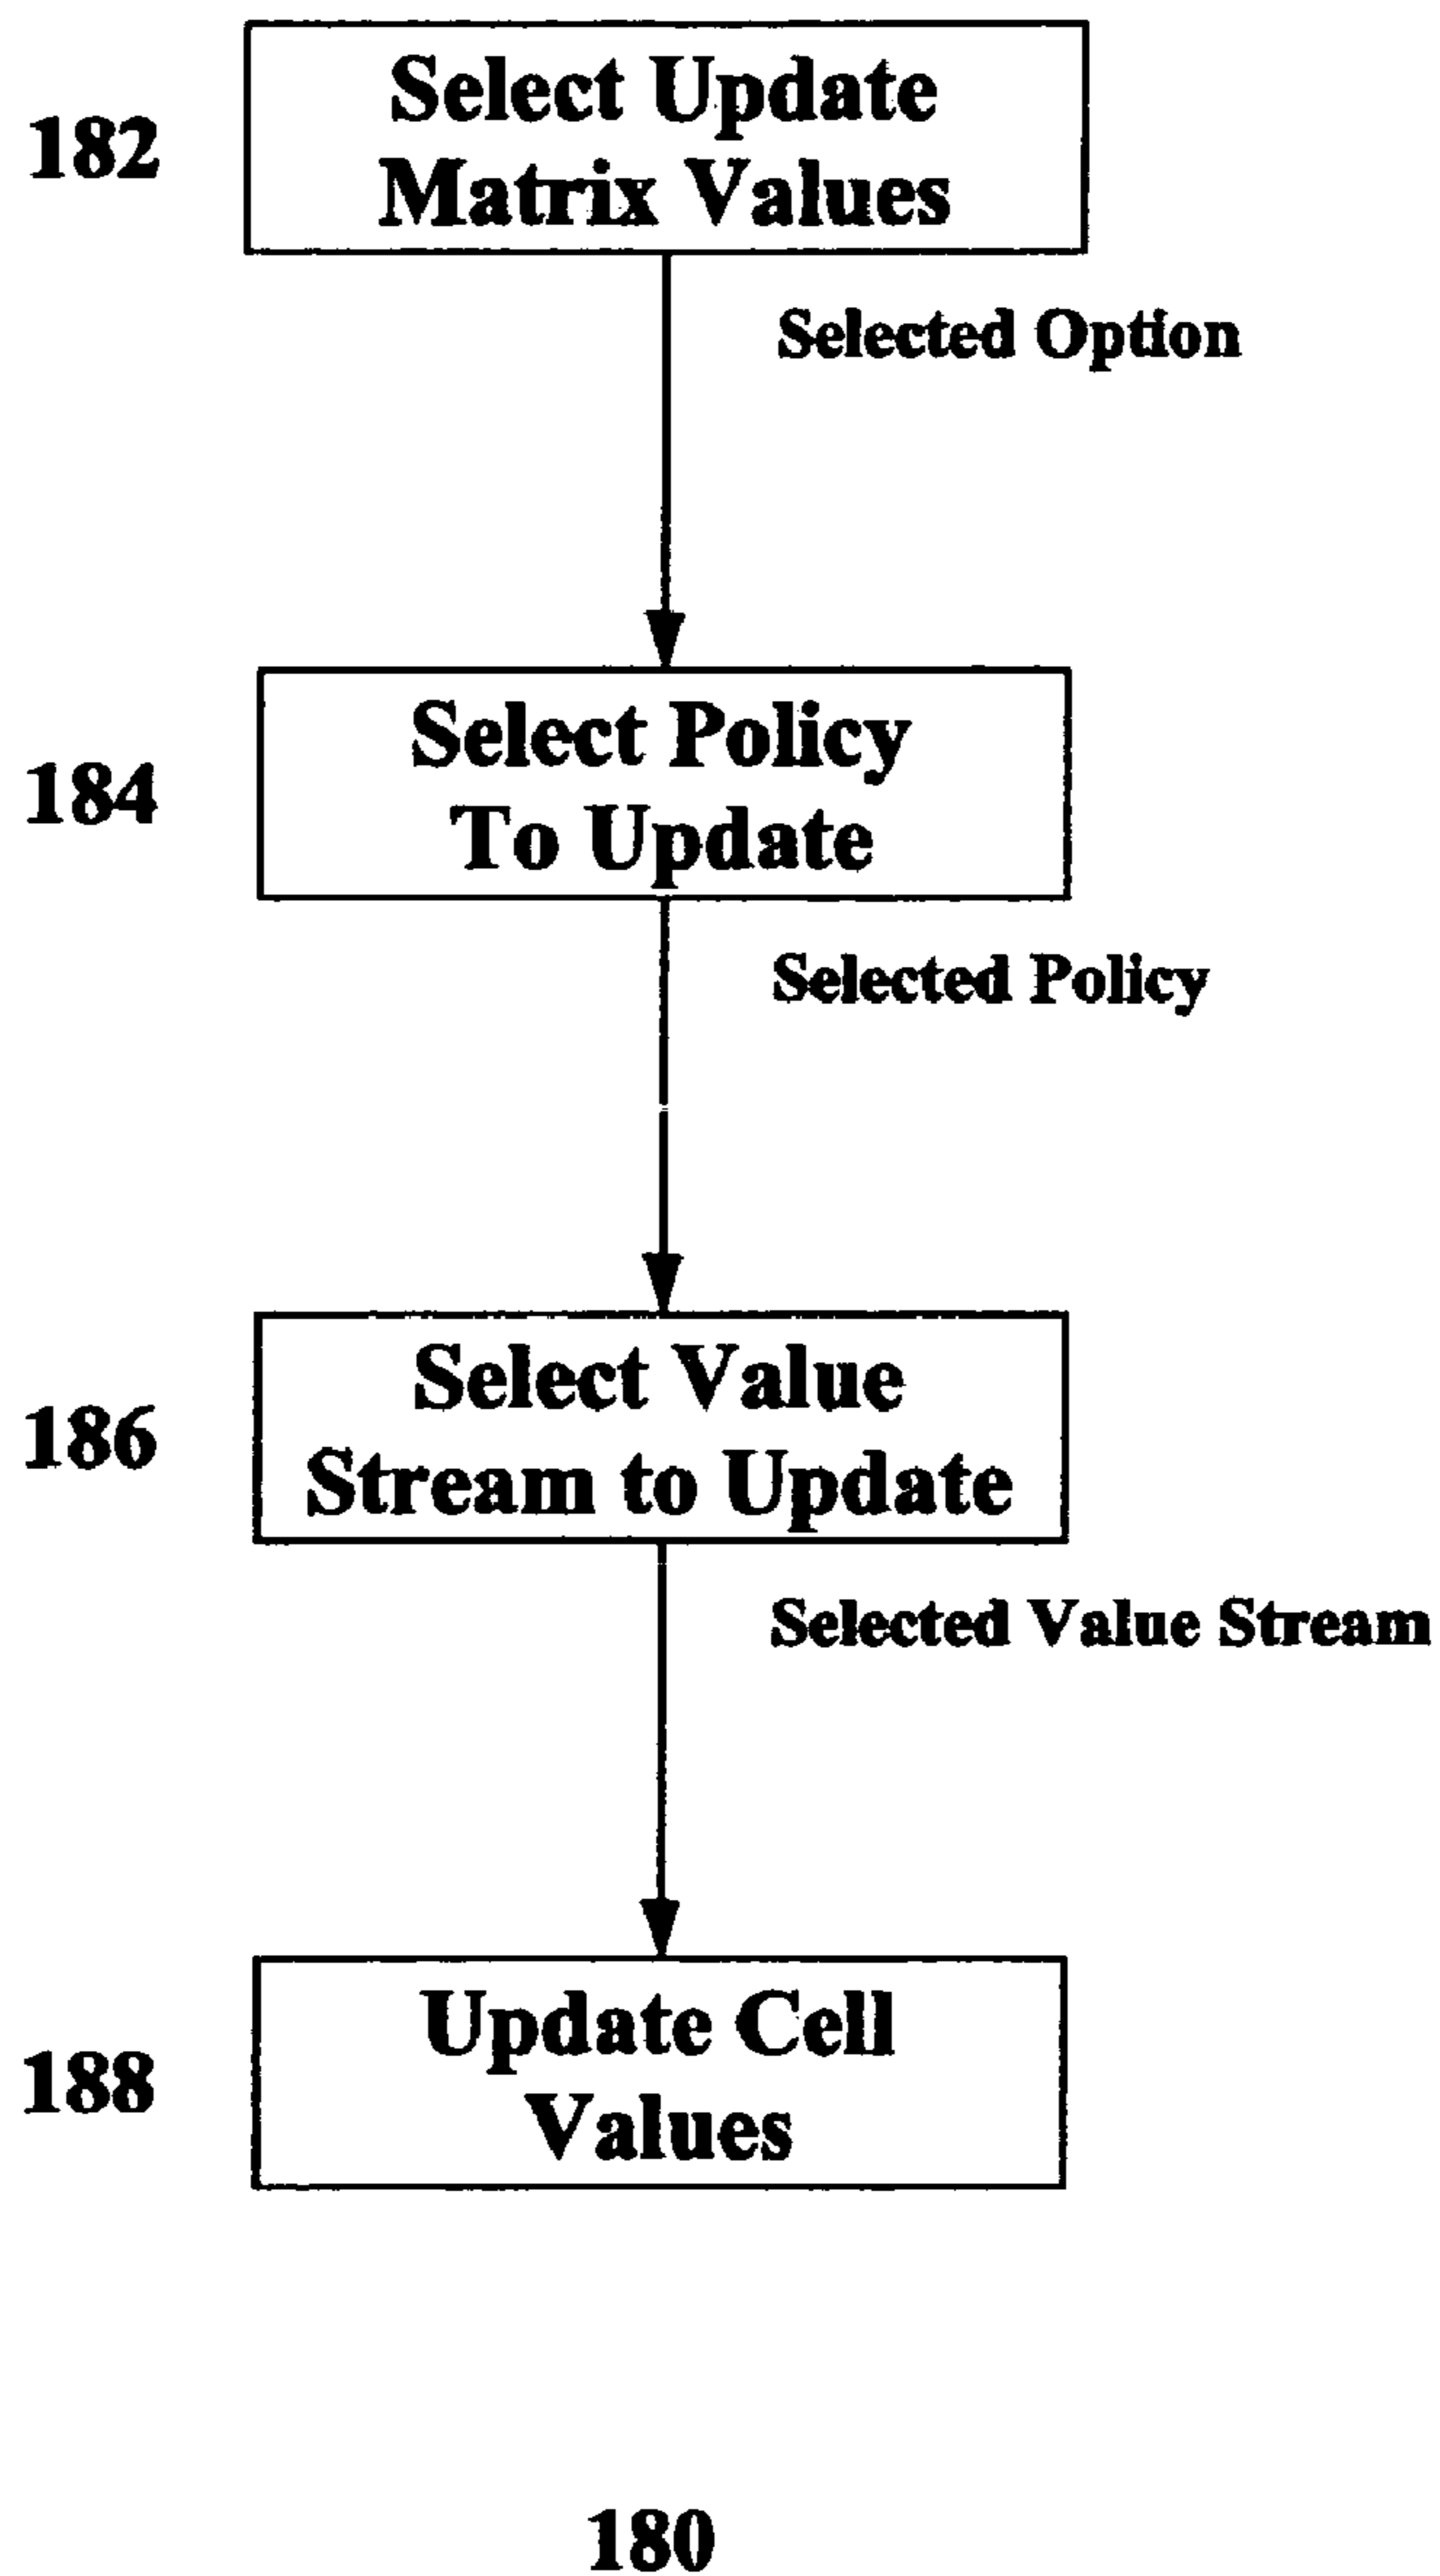 Select Update
Matrix Values
182
Selected Option
Select Policy
To Update
184
Selected Policy
Select Value
Stream to Update
186
Selected Value Stream
Update Cell
Values
188
180